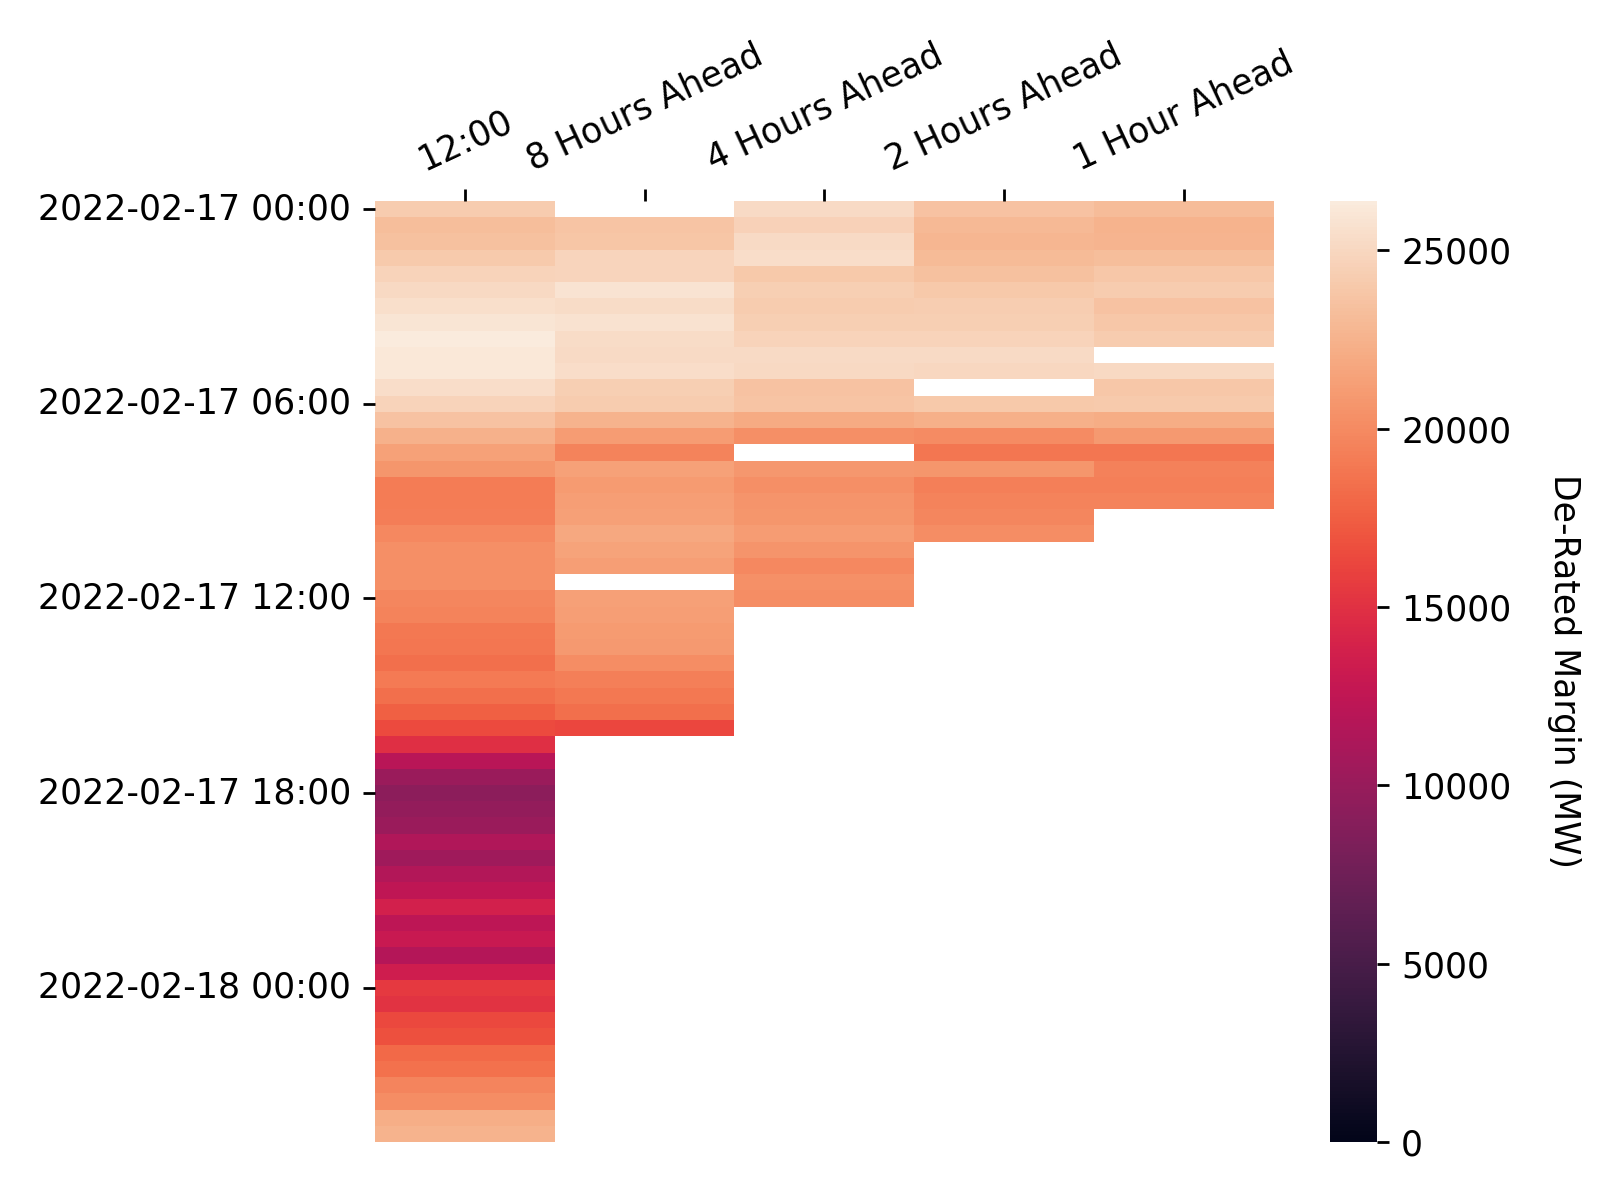 12:00
8 Hours Ahead
4 Hours Ahead
2 Hours Ahead
1 Hour Ahead
2022-02-17 00:00
2022-02-17 06:00
2022-02-17 12:00
2022-02-17 18:00
2022-02-18 00:00
25000
20000
15000
10000
5000
0
De-Rated Margin (MW)